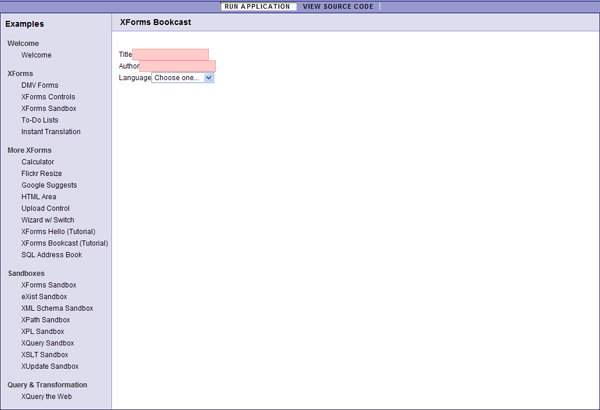 RUN APPLICATION VIEW SOURCE CODE
Examples
XForms Bookcast
Welcome
Welcome
XForms
DMV Forms
XForms Controls
XForms Sandbox
To-Do Lists
Instant Translation
More XForms
Calculator
Flickr Resize
Google Suggests
HTML Area
Upload Control
Wizard w/ Switch
XForms Hello (Tutorial)
XForms Bookcast (Tutorial)
SQL Address Book
Sandboxes
XForms Sandbox
eXist Sandbox
XML Schema Sandbox
XPath Sandbox
XPL Sandbox
XQuery Sandbox
XSLT Sandbox
XUpdate Sandbox
Query & Transformation
XQuery the Web
Title
Author
Language Choose one...